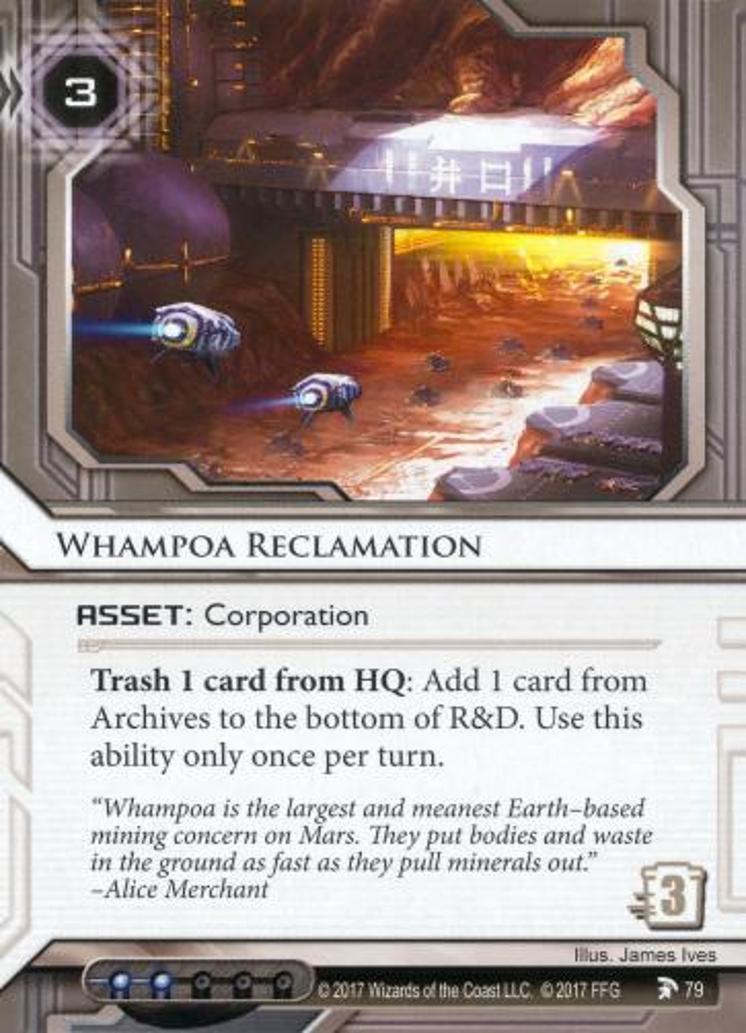 3
井口
WHAMPOA RECLAMATION
ASSET: Corporation
Trash 1 card from HQ: Add 1 card from
Archives to the bottom of R&D. Use this
ability only once per turn.
“Whampoa is the largest and meanest Earth–based
mining concern on Mars. They put bodies and waste
in the ground as fast as they pull minerals out.”
–Alice Merchant
3
Illus. James Ives
© 2017 Wizards of the Coast LLC. © 2017 FFG
79